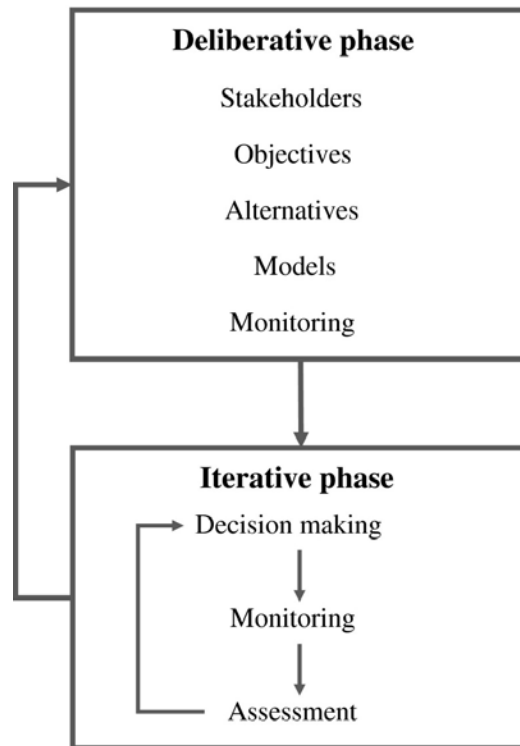 Deliberative phase
Stakeholders
Objectives
Alternatives
Models
Monitoring
Iterative phase
Decision making
Monitoring
Assessment